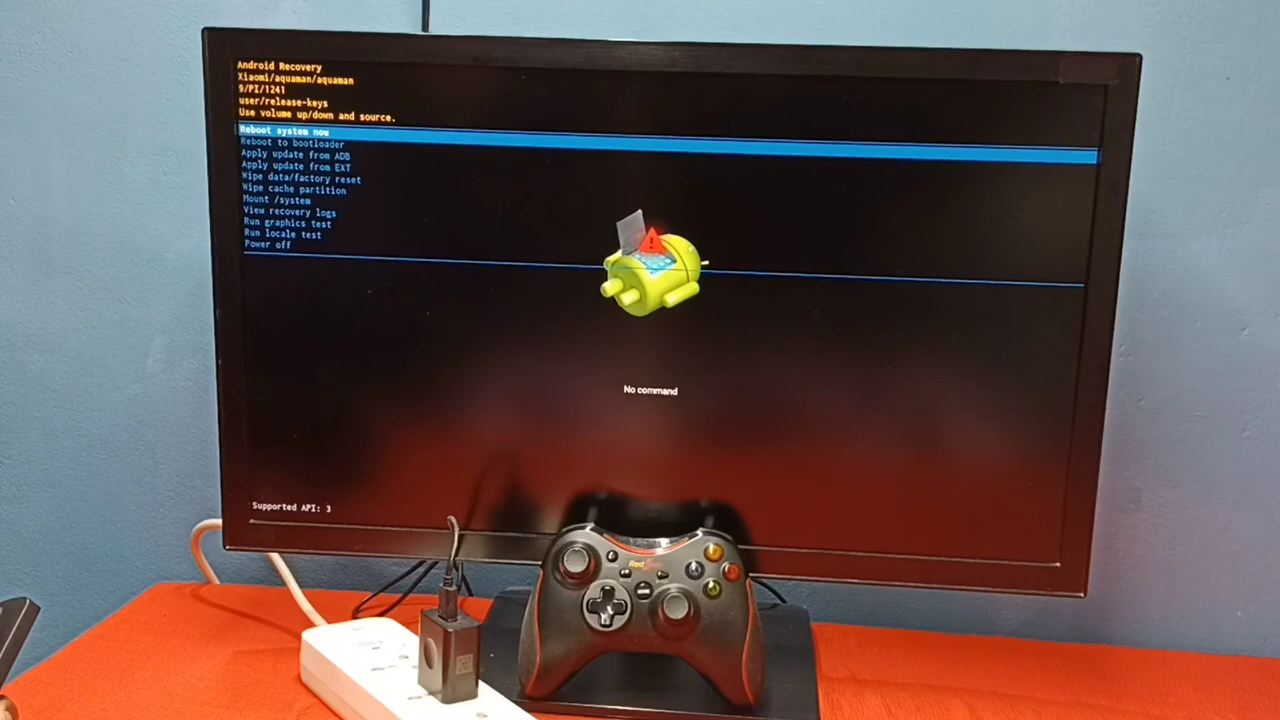 Android Recovery
Xiaomi/aquaman/aquaman
9/PI/1241
user/release-keys
Use volume up/down and source.
Reboot system now
Reboot to bootloader
Apply update from ADB
Apply update from EXT
Wipe data/factory reset
Wipe cache partition
Mount /system
View recovery logs
Run graphics test
Run locale test
Power off
No command
Supported API: 3